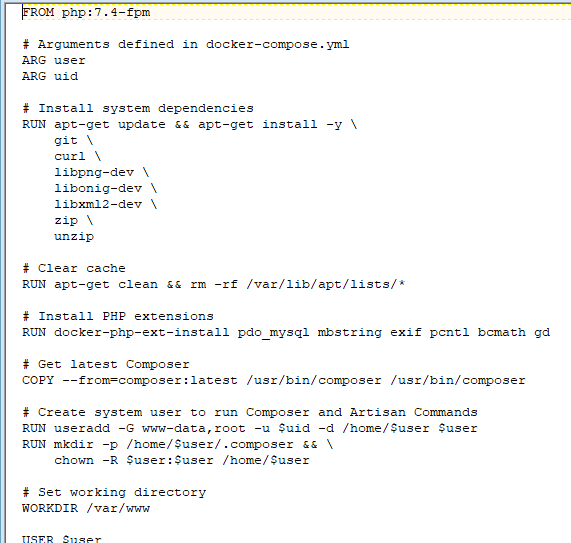 FROM php:7.4-fpm

# Arguments defined in docker-compose.yml
ARG user
ARG uid

# Install system dependencies
RUN apt-get update && apt-get install -y \
    git \
    curl \
    libpng-dev \
    libonig-dev \
    libxml2-dev \
    zip \
    unzip

# Clear cache
RUN apt-get clean && rm -rf /var/lib/apt/lists/*

# Install PHP extensions
RUN docker-php-ext-install pdo_mysql mbstring exif pcntl bcmath gd

# Get latest Composer
COPY --from=composer:latest /usr/bin/composer /usr/bin/composer

# Create system user to run Composer and Artisan Commands
RUN useradd -G www-data,root -u $uid -d /home/$user $user
RUN mkdir -p /home/$user/.composer && \
    chown -R $user:$user /home/$user

# Set working directory
WORKDIR /var/www

USER $user